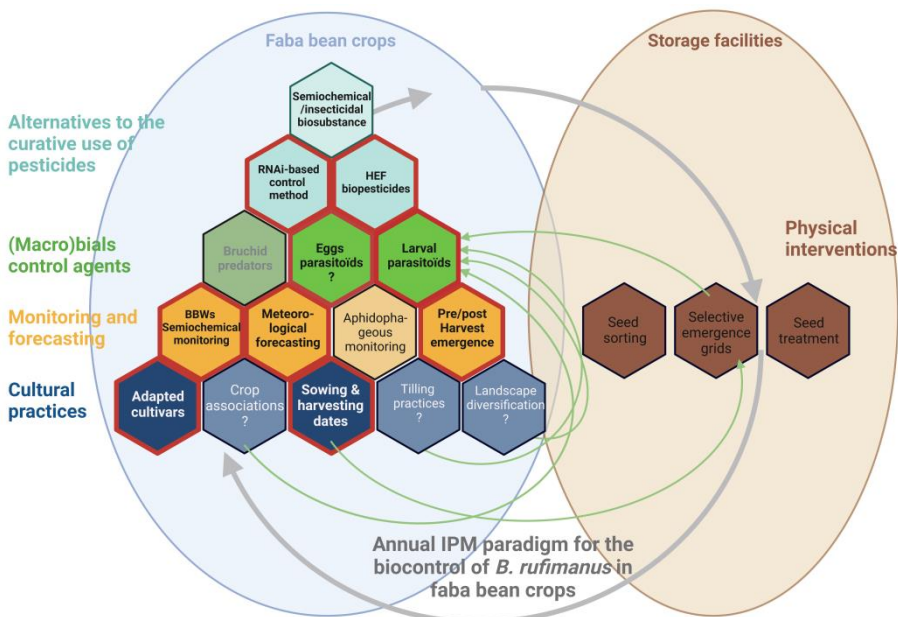 Faba bean crops
Storage facilities
Semiochemical
/insecticidal
biosubstance
Alternatives to the
curative use of
pesticides
RNAi-based
control
method
HEF
biopesticides
(Macro)bials
control agents
Bruchid
predators
Eggs
parasitoïds
?
Larval
parasitoïds
Physical
interventions
Monitoring and
forecasting
BBWs
Semiochemical
monitoring
Meteoro-
logical
forecasting
Aphidopha-
geous
monitoring
Pre/post
Harvest
emergence
Seed
sorting
Selective
emergence
grids
Seed
treatment
Cultural
practices
Adapted
cultivars
Crop
associations
?
Sowing &
harvesting
dates
Tilling
practices
?
Landscape
diversification
?
Annual IPM paradigm for the
biocontrol of B. rufimanus in
faba bean crops